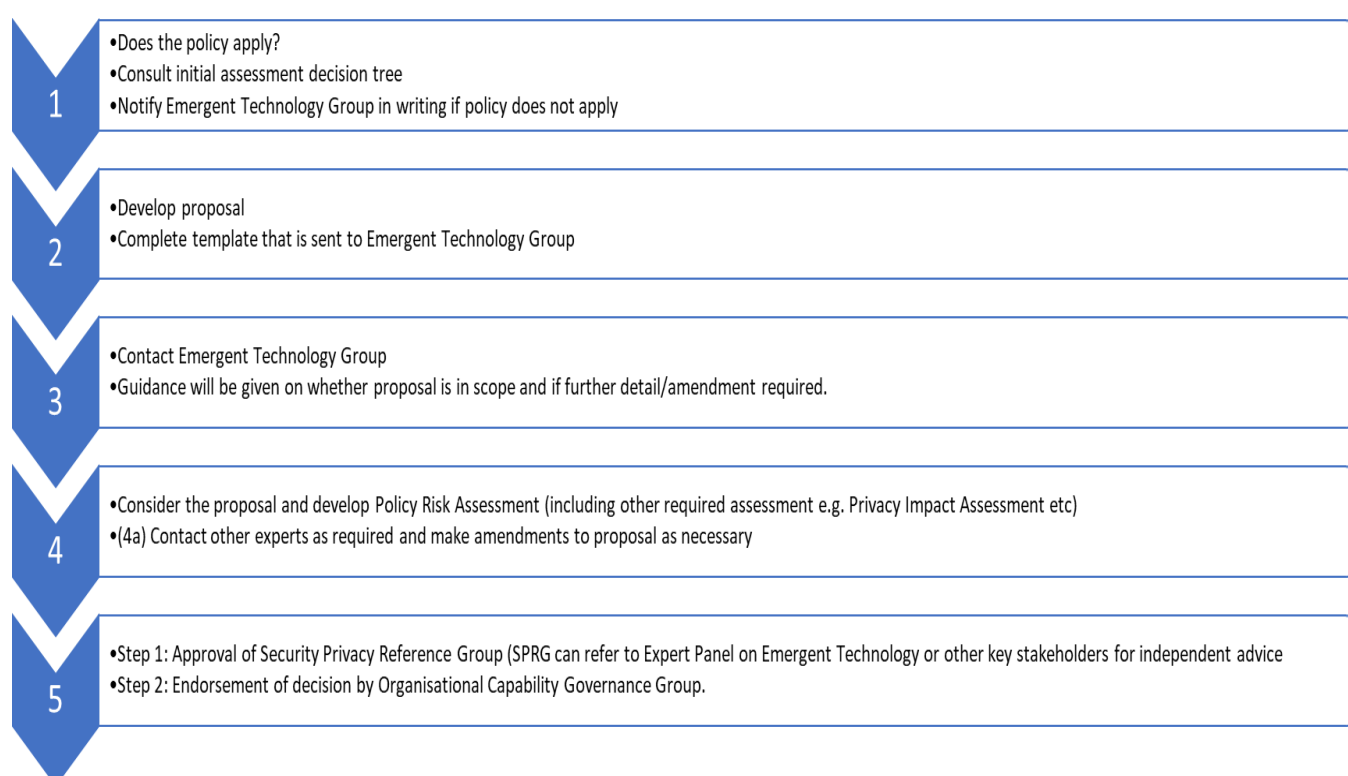 1
•Does the policy apply?
•Consult initial assessment decision tree
•Notify Emergent Technology Group in writing if policy does not apply
2
•Develop proposal
•Complete template that is sent to Emergent Technology Group
3
•Contact Emergent Technology Group
•Guidance will be given on whether proposal is in scope and if further detail/amendment required.
4
•Consider the proposal and develop Policy Risk Assessment (including other required assessment e.g. Privacy Impact Assessment etc)
•(4a) Contact other experts as required and make amendments to proposal as necessary
5
•Step 1: Approval of Security Privacy Reference Group (SPRG can refer to Expert Panel on Emergent Technology or other key stakeholders for independent advice
•Step 2: Endorsement of decision by Organisational Capability Governance Group.